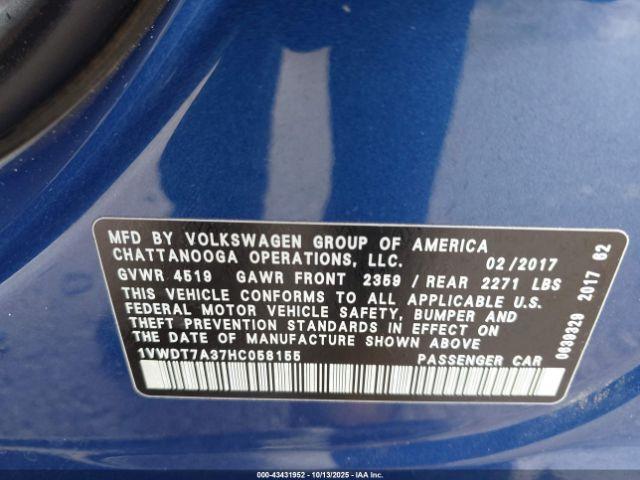 MFD BY VOLKSWAGEN GROUP OF AMERICA
CHATTANOOGA OPERATIONS, LLC. 02/2017
GVWR 4519 GAWR FRONT 2359 / REAR 2271 LBS
THIS VEHICLE CONFORMS TO ALL APPLICABLE U.S.
FEDERAL MOTOR VEHICLE SAFETY, BUMPER AND
THEFT PREVENTION STANDARDS IN EFFECT ON
THE DATE OF MANUFACTURE SHOWN ABOVE
1VWDT7A37HC058155 PASSENGER CAR
0639329 2017 62
000-43431952 - 10/13/2025 - IAAI Inc.